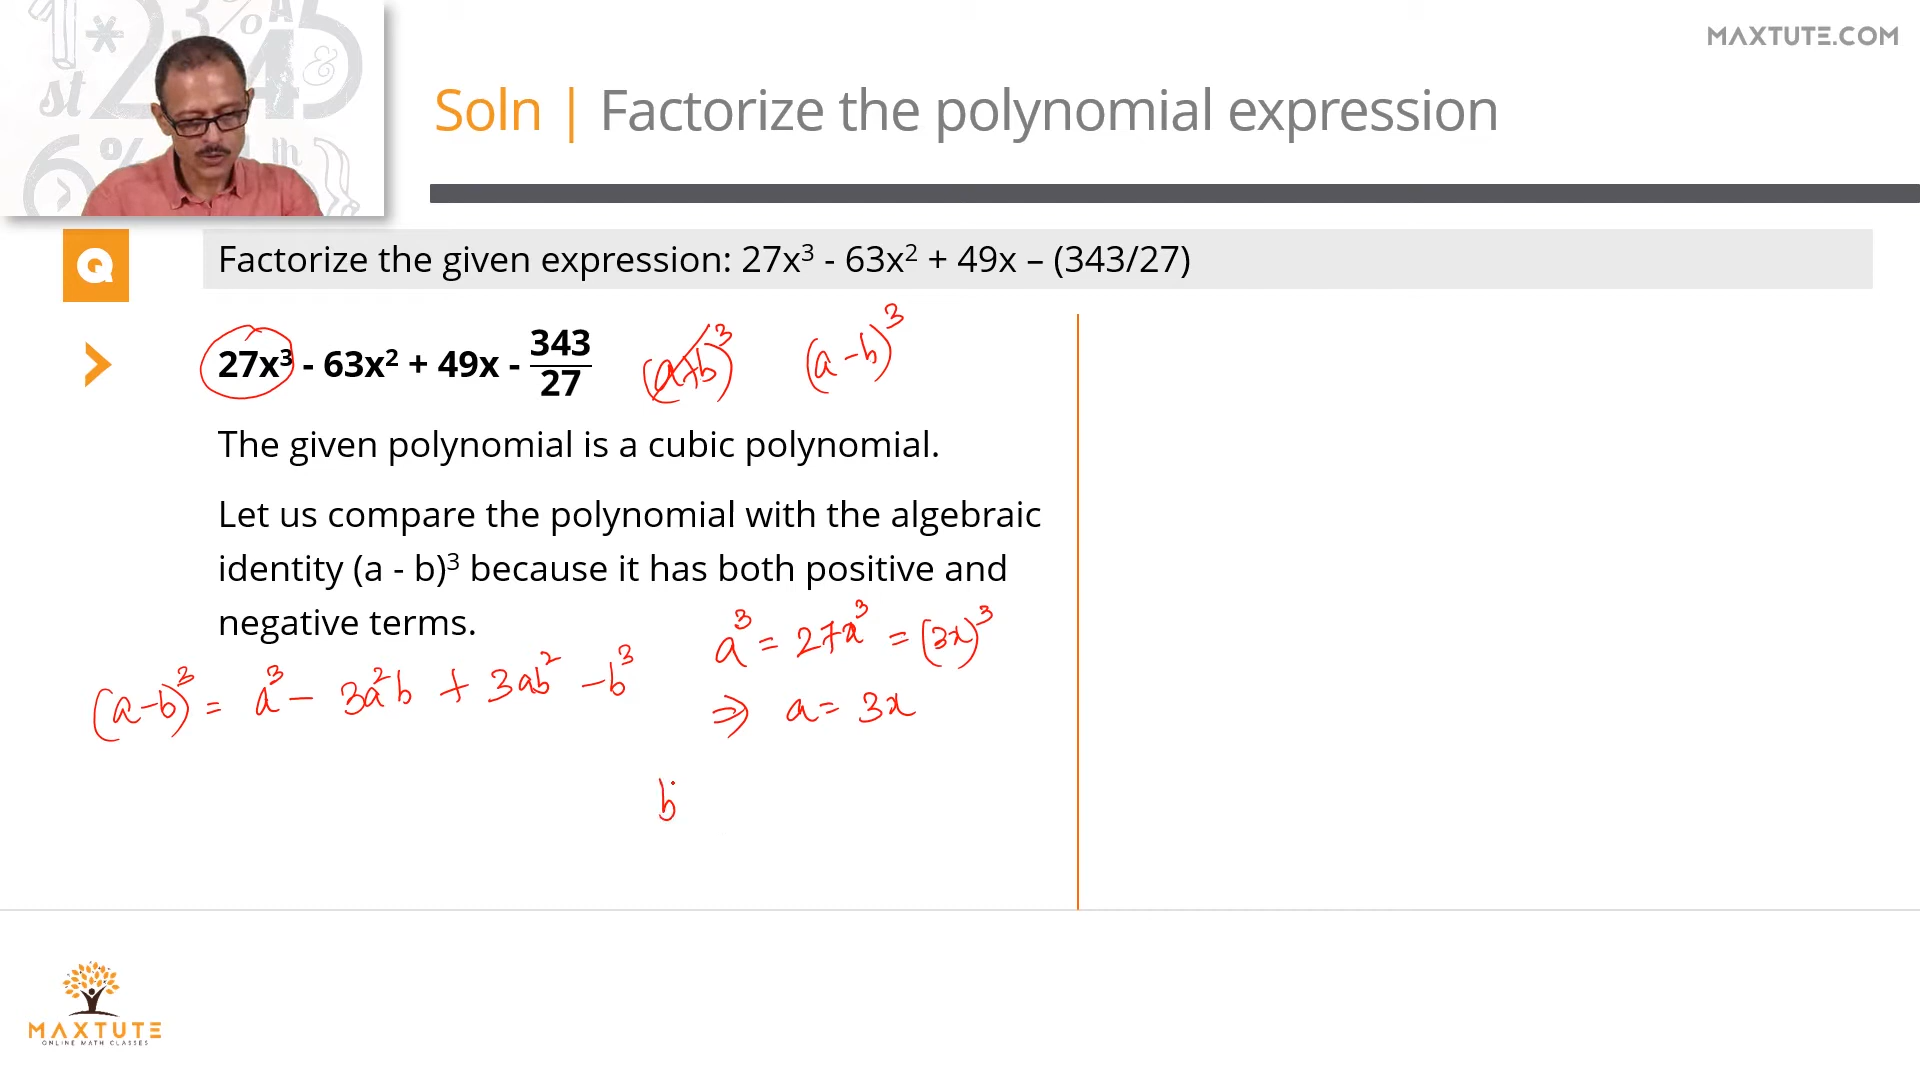 MAXTUTE.COM
Soln | Factorize the polynomial expression
Q Factorize the given expression: 27x³ - 63x² + 49x – (343/27)
27x³ - 63x² + 49x - 343/27 (a+b)³ (a-b)³
The given polynomial is a cubic polynomial.
Let us compare the polynomial with the algebraic
identity (a - b)³ because it has both positive and
negative terms.
a³ = 27x³ = (3x)³
(a-b)³ = a³ - 3a²b + 3ab² - b³
⇒ a = 3x
b
MAXTUTE
ONLINE MATH CLASSES